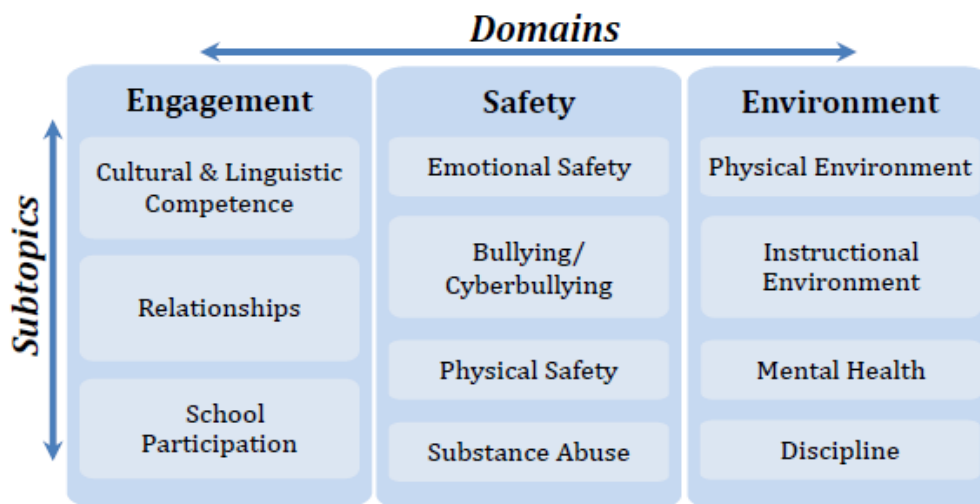 Domains
Subtopics
Engagement
Cultural & Linguistic
Competence
Relationships
School
Participation
Safety
Emotional Safety
Bullying/
Cyberbullying
Physical Safety
Substance Abuse
Environment
Physical Environment
Instructional
Environment
Mental Health
Discipline